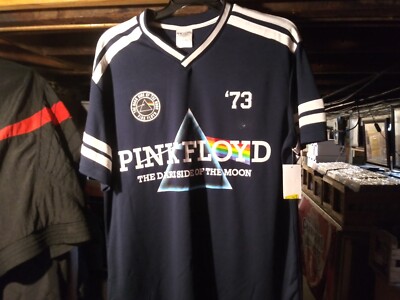 '73
PINK FLOYD
THE DARK SIDE OF THE MOON